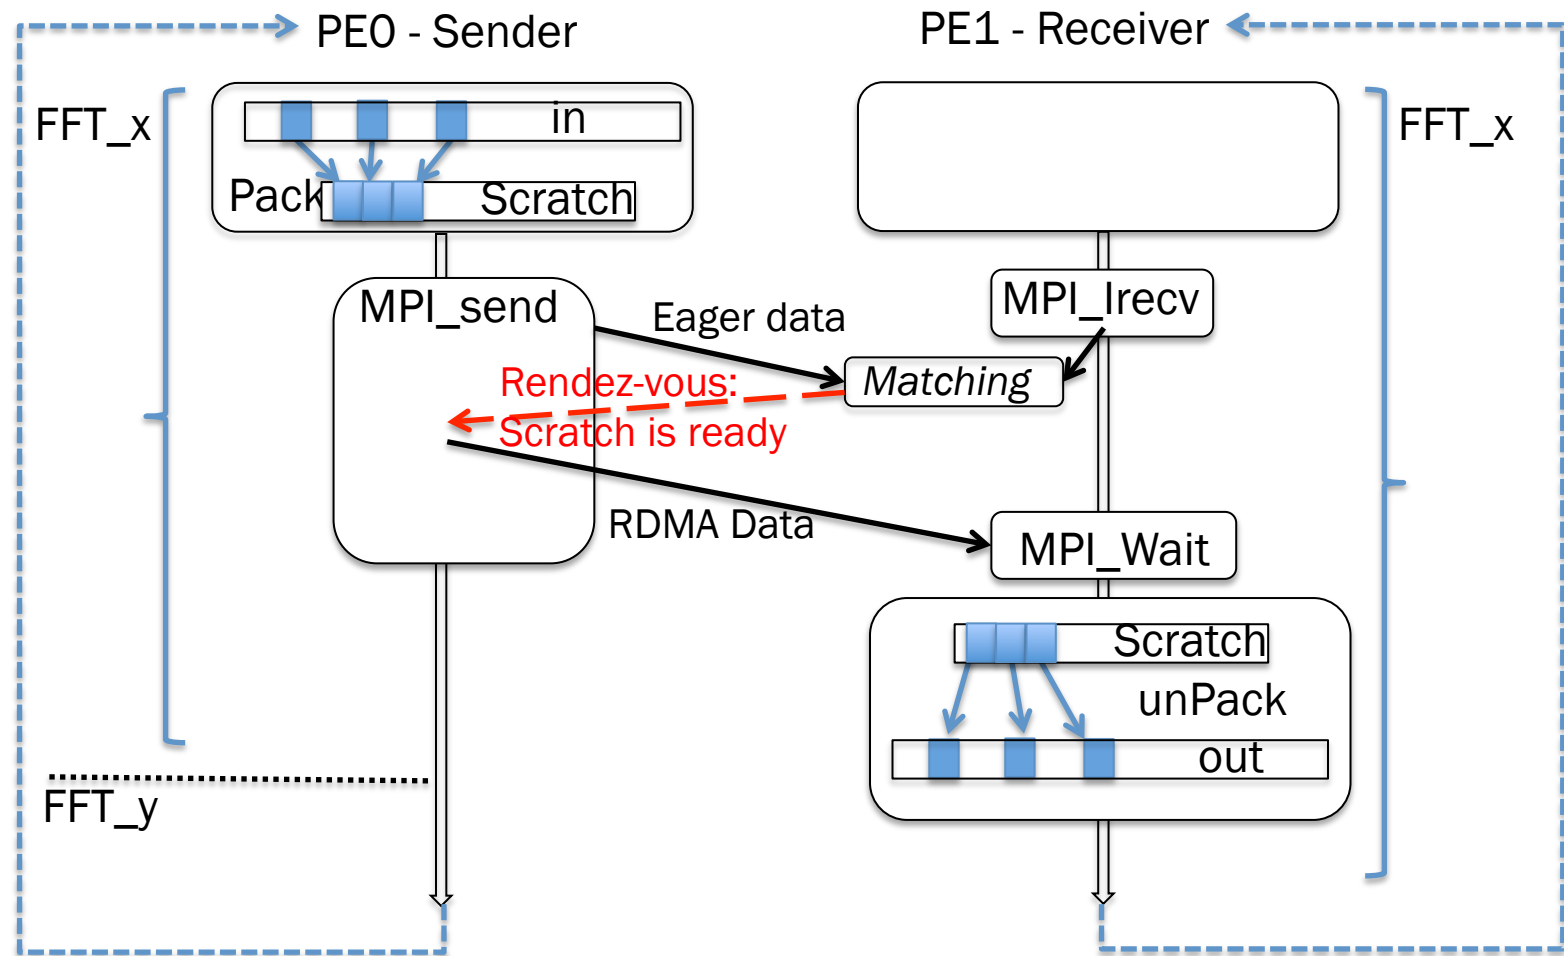 PE0 - Sender
PE1 - Receiver
FFT_x
in
Pack
Scratch
FFT_x
MPI_send
Eager data
MPI_Irecv
Matching
Rendez-vous:
Scratch is ready
RDMA Data
MPI_Wait
Scratch
unPack
out
FFT_y